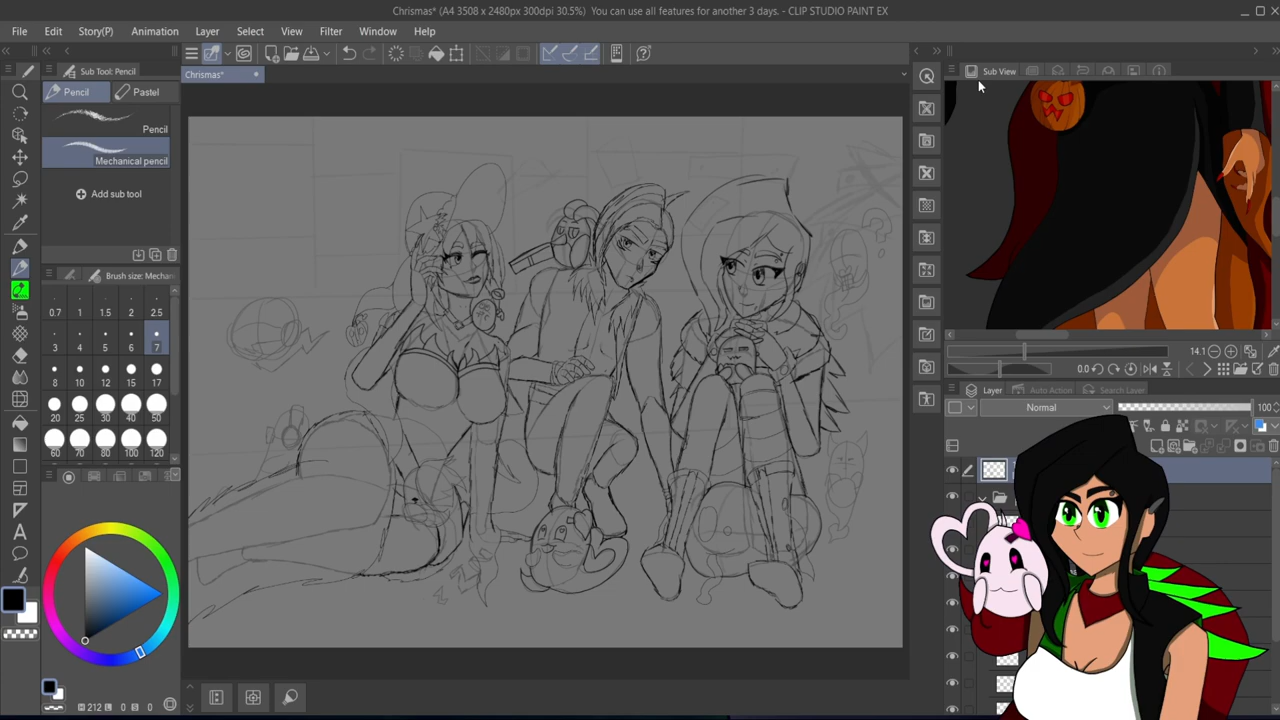 Chrismas* (A4 3508 x 2480px 300dpi 30.5%)  You can use all features for another 3 days. - CLIP STUDIO PAINT EX
File Edit Story(P) Animation Layer Select View Filter Window Help
Sub Tool: Pencil
Chrismas*
Sub View
Pencil Pastel
Pencil
Mechanical pencil
Add sub tool
Brush size: Mechan
0.7 1 1.5 2 2.5
3 4 5 6 7
8 10 12 15 17
20 25 30 40 50
60 70 80 100 120
14.1
0.0
Layer Auto Action Search Layer
Normal 100
A
H 212 L 0 S 0